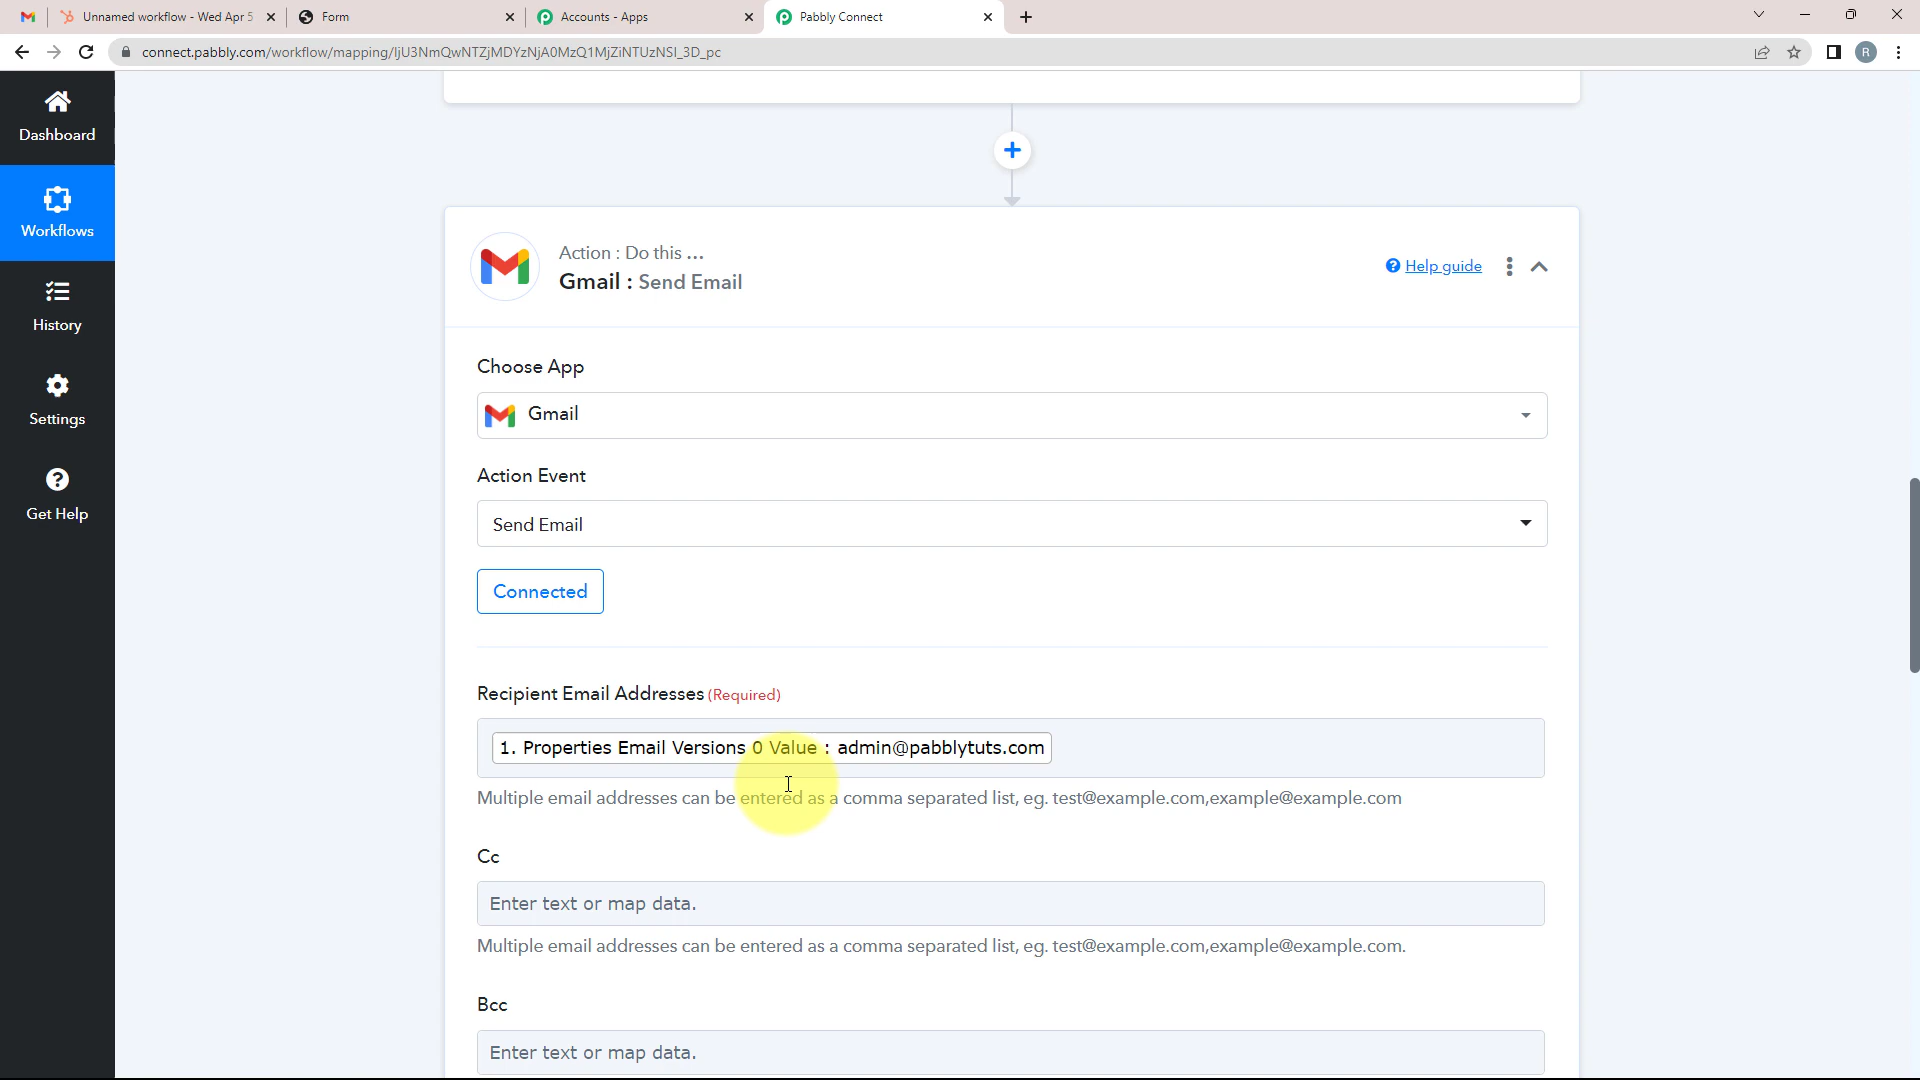 Unnamed workflow - Wed Apr 5
Form
Accounts - Apps
Pabbly Connect
connect.pabbly.com/workflow/mapping/IjU3NmQwNTZjMDYzNjA0MzQ1MjZiNTUzNSI_3D_pc
R
Dashboard
Workflows
History
Settings
Get Help
Action : Do this ...
Gmail : Send Email
Help guide
Choose App
Gmail
Action Event
Send Email
Connected
Recipient Email Addresses (Required)
1. Properties Email Versions 0 Value : admin@pabblytuts.com
Multiple email addresses can be entered as a comma separated list, eg. test@example.com,example@example.com
Cc
Enter text or map data.
Multiple email addresses can be entered as a comma separated list, eg. test@example.com,example@example.com.
Bcc
Enter text or map data.